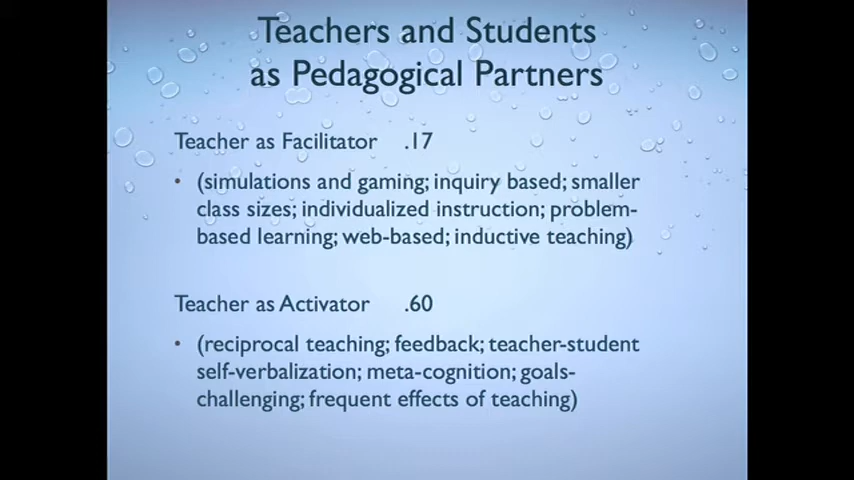 Teachers and Students
as Pedagogical Partners
Teacher as Facilitator .17
• (simulations and gaming; inquiry based; smaller
class sizes; individualized instruction; problem-
based learning; web-based; inductive teaching)
Teacher as Activator .60
• (reciprocal teaching; feedback; teacher-student
self-verbalization; meta-cognition; goals-
challenging; frequent effects of teaching)